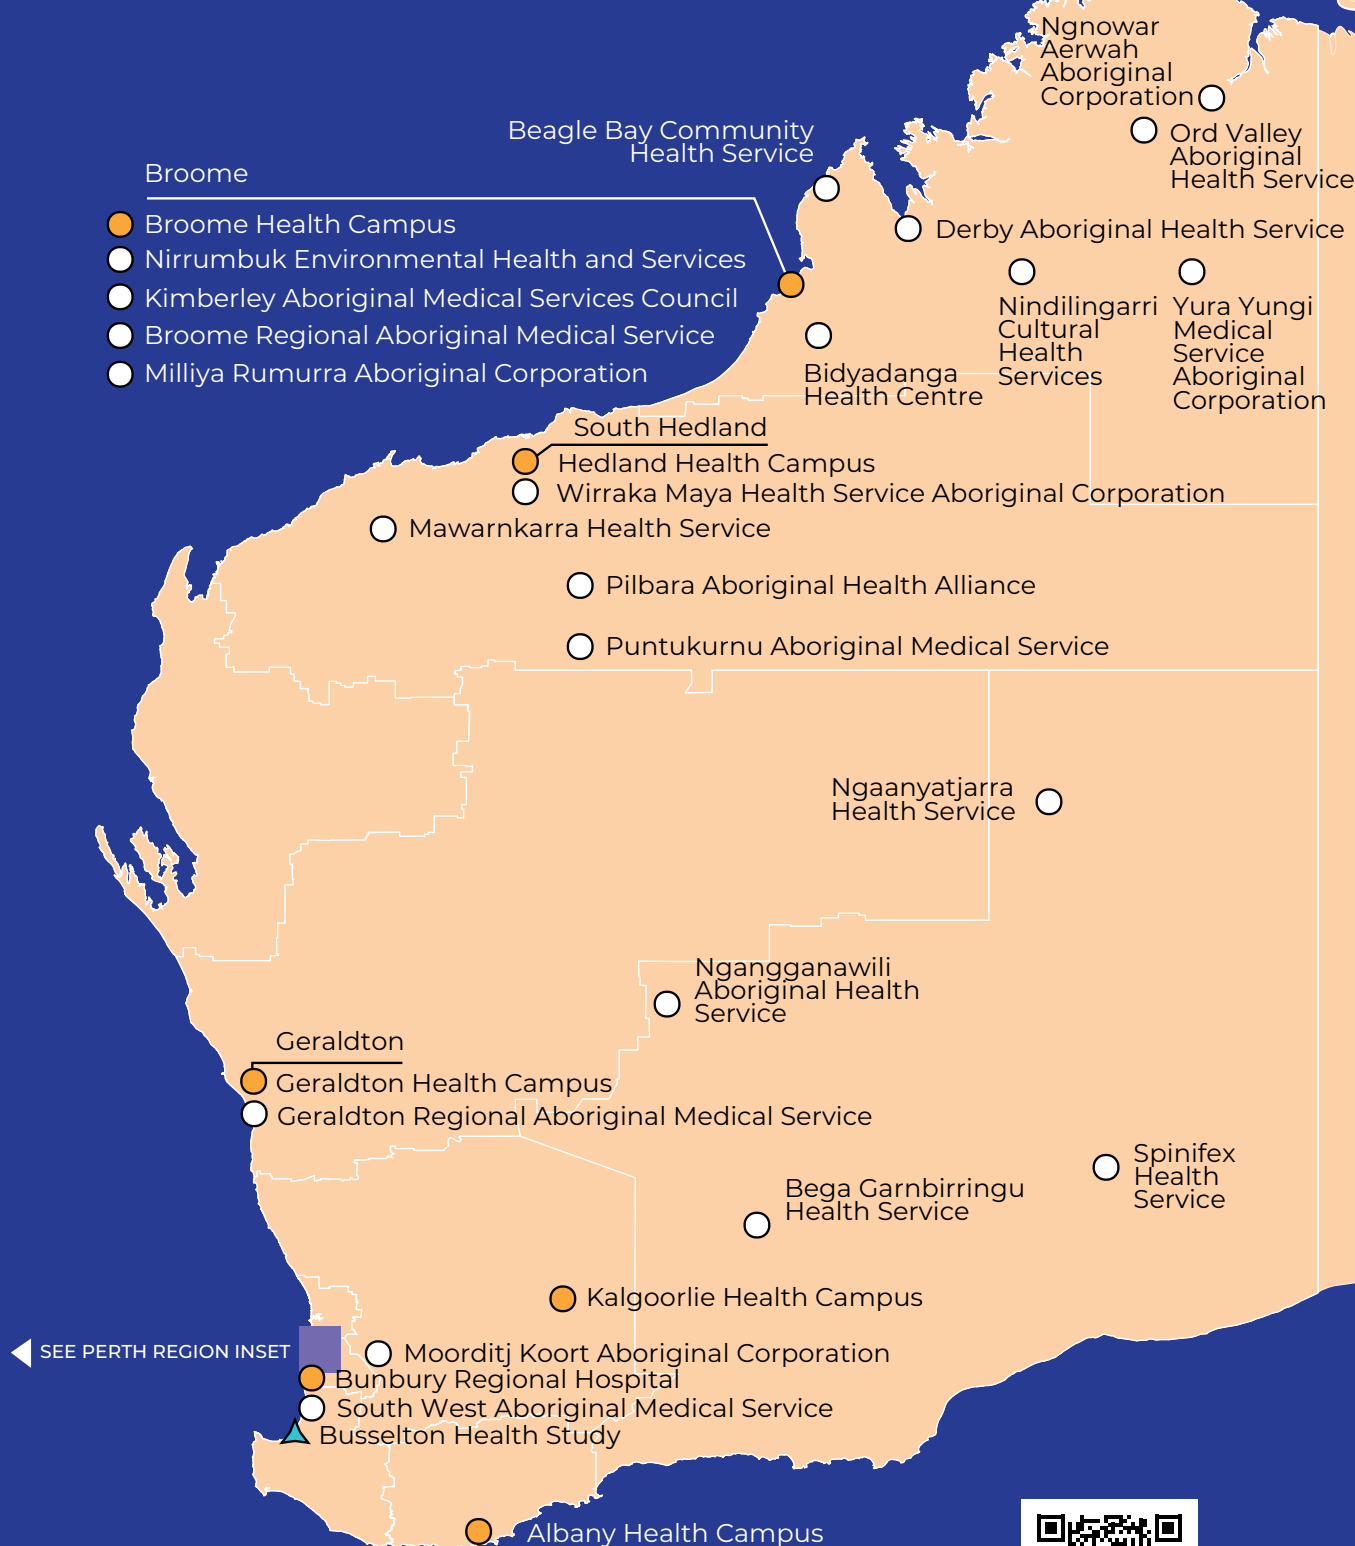 Ngnowar
Aerwah
Aboriginal
Corporation
Ord Valley
Aboriginal
Health Service
Beagle Bay Community
Health Service
Broome
Broome Health Campus
Nirrumbuk Environmental Health and Services
Kimberley Aboriginal Medical Services Council
Broome Regional Aboriginal Medical Service
Milliya Rumurra Aboriginal Corporation
Derby Aboriginal Health Service
Nindilingarri
Cultural
Health
Services
Yura Yungi
Medical
Service
Aboriginal
Corporation
Bidyadanga
Health Centre
South Hedland
Hedland Health Campus
Wirraka Maya Health Service Aboriginal Corporation
Mawarnkarra Health Service
Pilbara Aboriginal Health Alliance
Puntukurnu Aboriginal Medical Service
Ngaanyatjarra
Health Service
Ngangganawili
Aboriginal Health
Service
Geraldton
Geraldton Health Campus
Geraldton Regional Aboriginal Medical Service
Spinifex
Health
Service
Bega Garnbirringu
Health Service
Kalgoorlie Health Campus
SEE PERTH REGION INSET
Moorditj Koort Aboriginal Corporation
Bunbury Regional Hospital
South West Aboriginal Medical Service
Busselton Health Study
Albany Health Campus